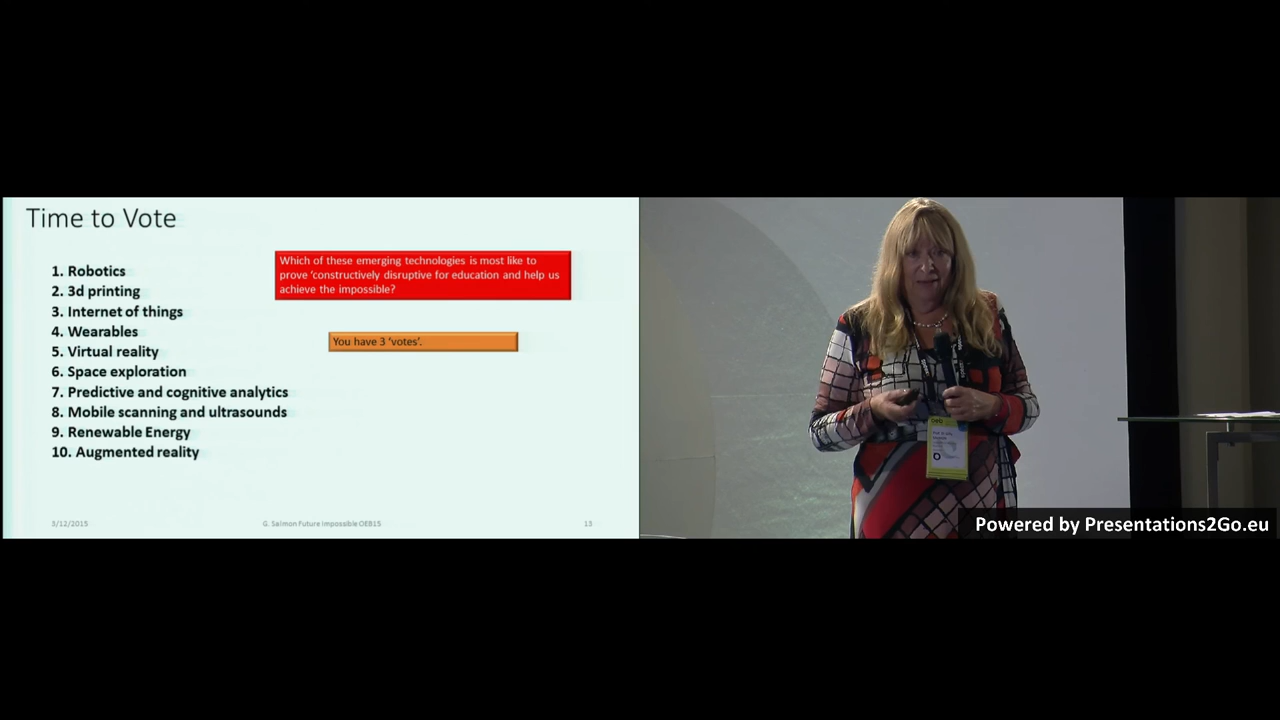 Time to Vote
1. Robotics
2. 3d printing
3. Internet of things
4. Wearables
5. Virtual reality
6. Space exploration
7. Predictive and cognitive analytics
8. Mobile scanning and ultrasounds
9. Renewable Energy
10. Augmented reality
Which of these emerging technologies is most like to
prove ‘constructively disruptive for education and help us
achieve the impossible?
You have 3 ‘votes’.
3/12/2015
G. Salmon Future Impossible OEB15
13
Powered by Presentations2Go.eu